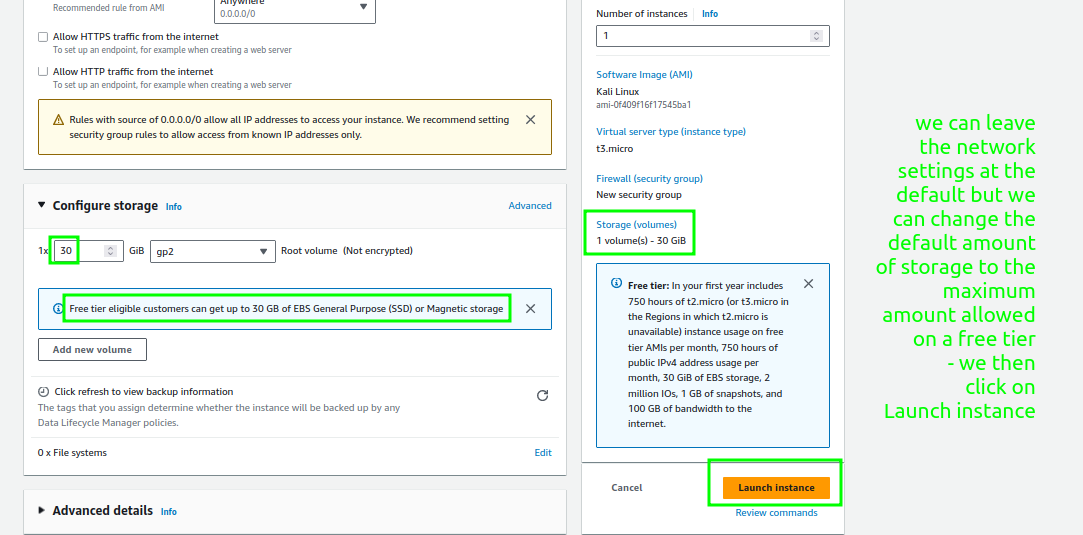 Recommended rule from AMI
Anywhere
0.0.0.0/0
Allow HTTPS traffic from the internet
To set up an endpoint, for example when creating a web server
Allow HTTP traffic from the internet
To set up an endpoint, for example when creating a web server
Rules with source of 0.0.0.0/0 allow all IP addresses to access your instance. We recommend setting
security group rules to allow access from known IP addresses only.
Configure storage Info
Advanced
1x 30 GiB gp2 Root volume (Not encrypted)
Free tier eligible customers can get up to 30 GB of EBS General Purpose (SSD) or Magnetic storage
Add new volume
Click refresh to view backup information
The tags that you assign determine whether the instance will be backed up by any
Data Lifecycle Manager policies.
0 x File systems
Edit
Advanced details Info
Number of instances Info
1
Software Image (AMI)
Kali Linux
ami-0f409f16f17545ba1
Virtual server type (instance type)
t3.micro
Firewall (security group)
New security group
Storage (volumes)
1 volume(s) - 30 GiB
Free tier: In your first year includes
750 hours of t2.micro (or t3.micro in
the Regions in which t2.micro is
unavailable) instance usage on free
tier AMIs per month, 750 hours of
public IPv4 address usage per
month, 30 GiB of EBS storage, 2
million IOs, 1 GB of snapshots, and
100 GB of bandwidth to the
internet.
Cancel
Launch instance
Review commands
we can leave
the network
settings at the
default but we
can change the
default amount
of storage to the
maximum
amount allowed
on a free tier
- we then
click on
Launch instance